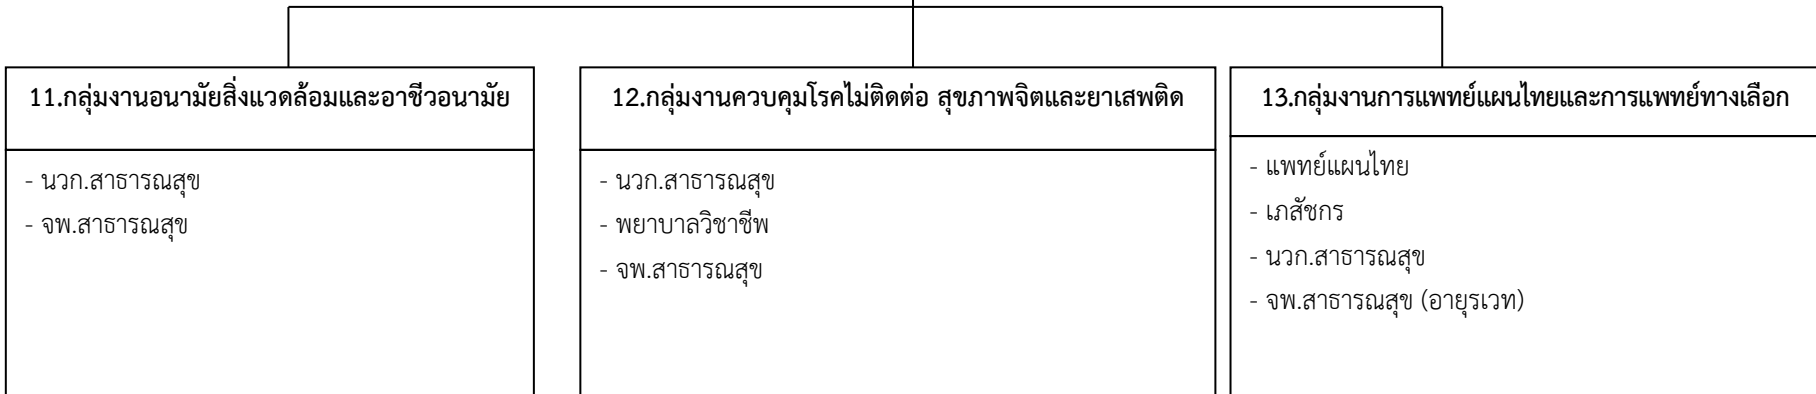 11.กลุ่มงานอนามัยสิ่งแวดล้อมและอาชีวอนามัย
- นวก.สาธารณสุข
- จพ.สาธารณสุข
12.กลุ่มงานควบคุมโรคไม่ติดต่อ สุขภาพจิตและยาเสพติด
- นวก.สาธารณสุข
- พยาบาลวิชาชีพ
- จพ.สาธารณสุข
13.กลุ่มงานการแพทย์แผนไทยและการแพทย์ทางเลือก
- แพทย์แผนไทย
- เภสัชกร
- นวก.สาธารณสุข
- จพ.สาธารณสุข (อายุรเวท)